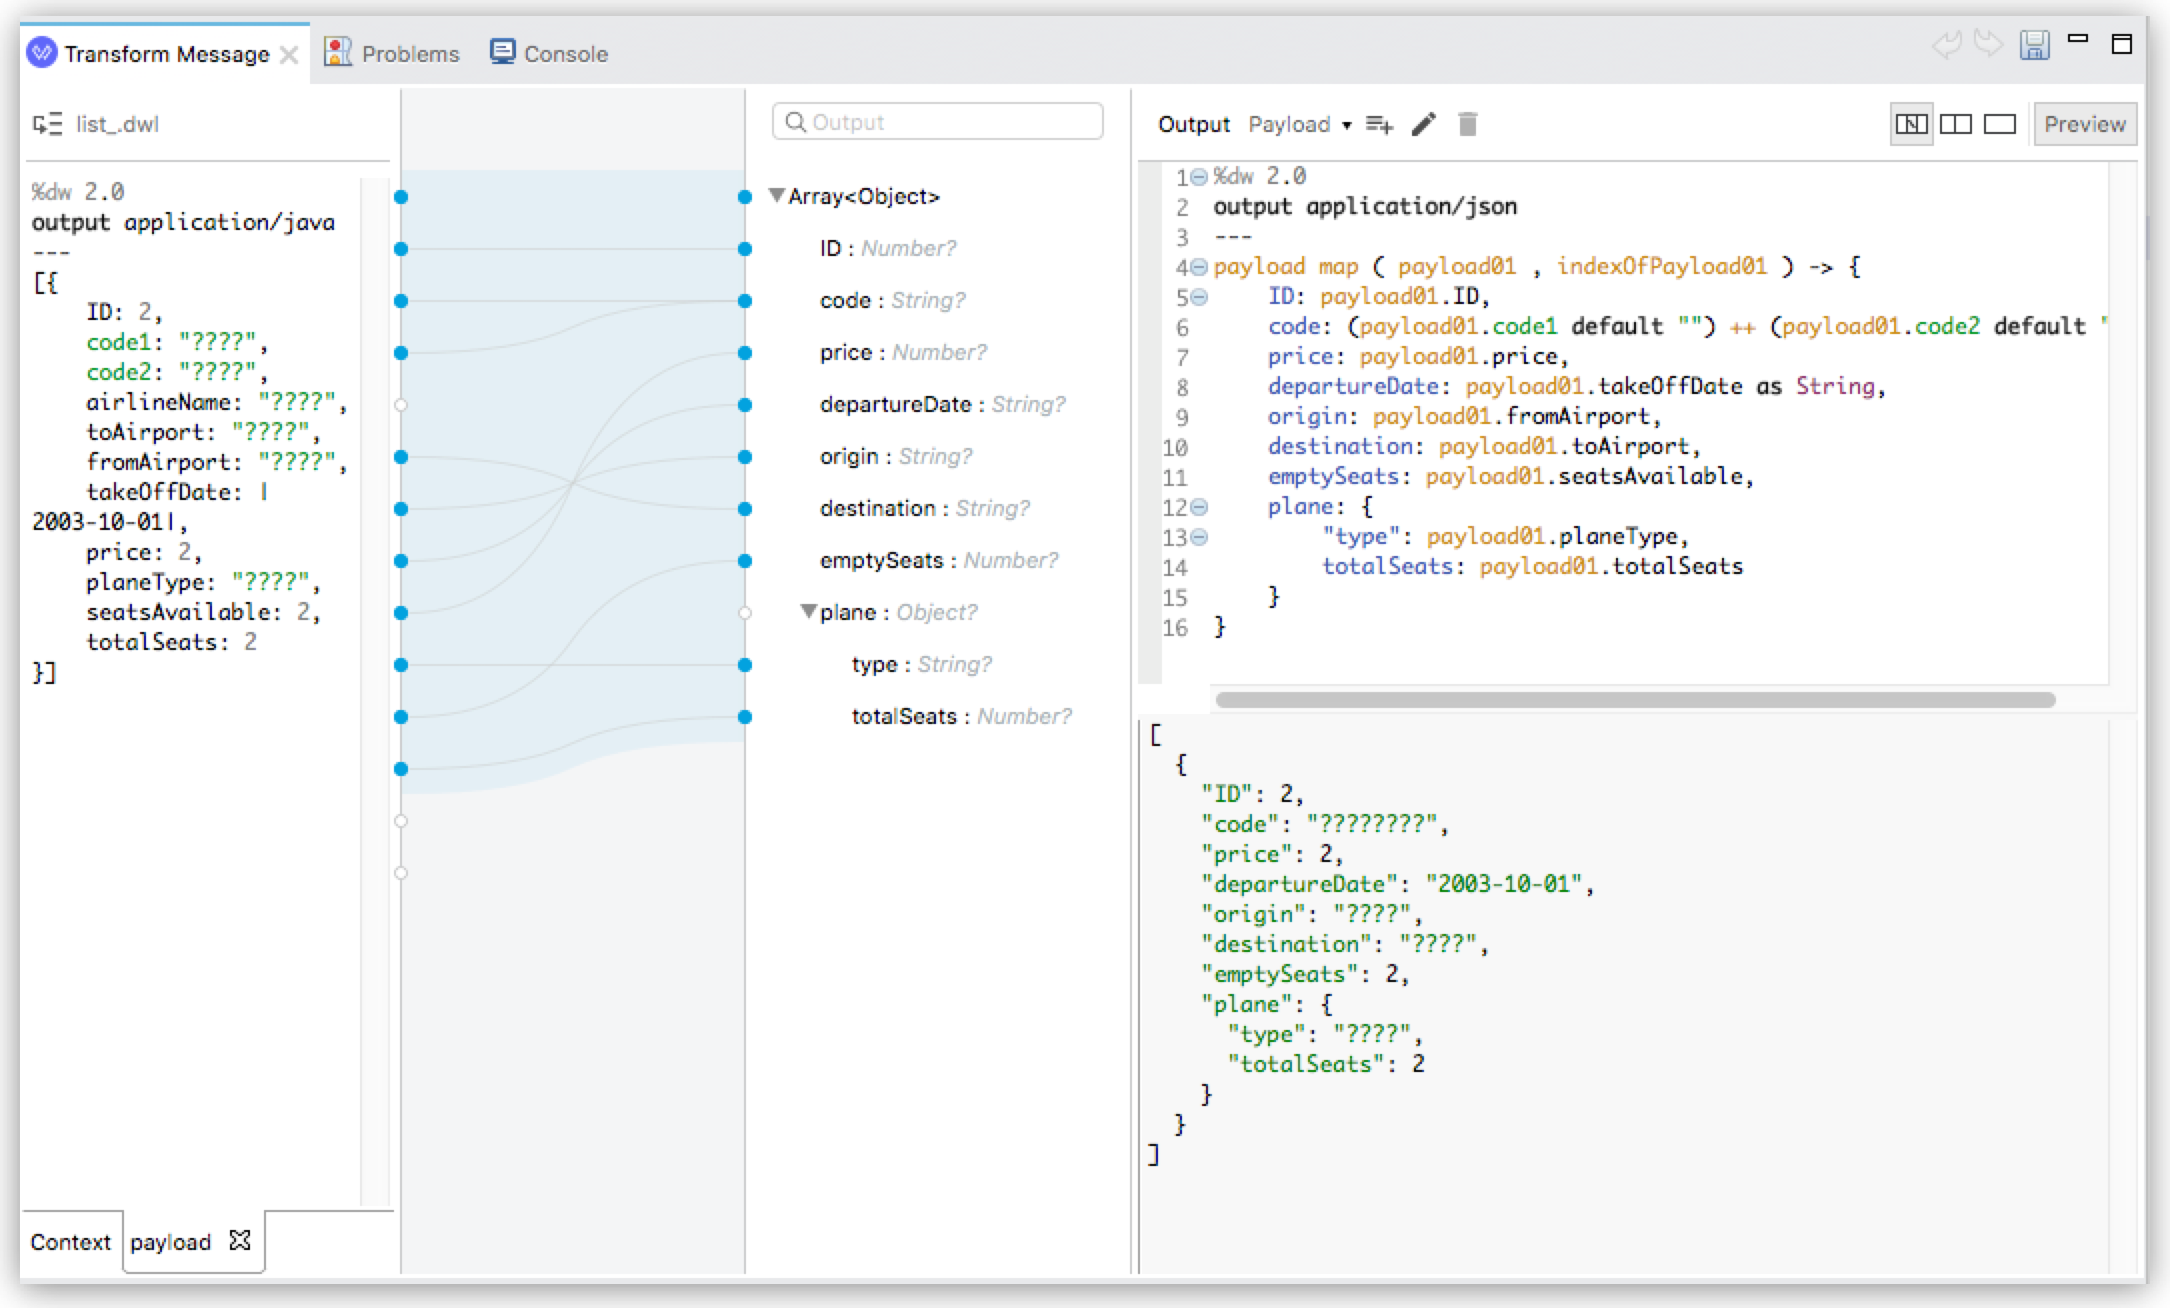 Transform Message
Problems
Console
list_.dwl
%dw 2.0
output application/java
---
[{
    ID: 2,
    code1: "????",
    code2: "????",
    airlineName: "????",
    toAirport: "????",
    fromAirport: "????",
    takeOffDate: |
2003-10-01|,
    price: 2,
    planeType: "????",
    seatsAvailable: 2,
    totalSeats: 2
}]
Context
payload
Output
Array<Object>
ID : Number?
code : String?
price : Number?
departureDate : String?
origin : String?
destination : String?
emptySeats : Number?
plane : Object?
type : String?
totalSeats : Number?
Output Payload
Preview
1 %dw 2.0
2 output application/json
3 ---
4 payload map ( payload01 , indexOfPayload01 ) -> {
5     ID: payload01.ID,
6     code: (payload01.code1 default "") ++ (payload01.code2 default "
7     price: payload01.price,
8     departureDate: payload01.takeOffDate as String,
9     origin: payload01.fromAirport,
10     destination: payload01.toAirport,
11     emptySeats: payload01.seatsAvailable,
12     plane: {
13         "type": payload01.planeType,
14         totalSeats: payload01.totalSeats
15     }
16 }
[
  {
    "ID": 2,
    "code": "????????",
    "price": 2,
    "departureDate": "2003-10-01",
    "origin": "????",
    "destination": "????",
    "emptySeats": 2,
    "plane": {
      "type": "????",
      "totalSeats": 2
    }
  }
]